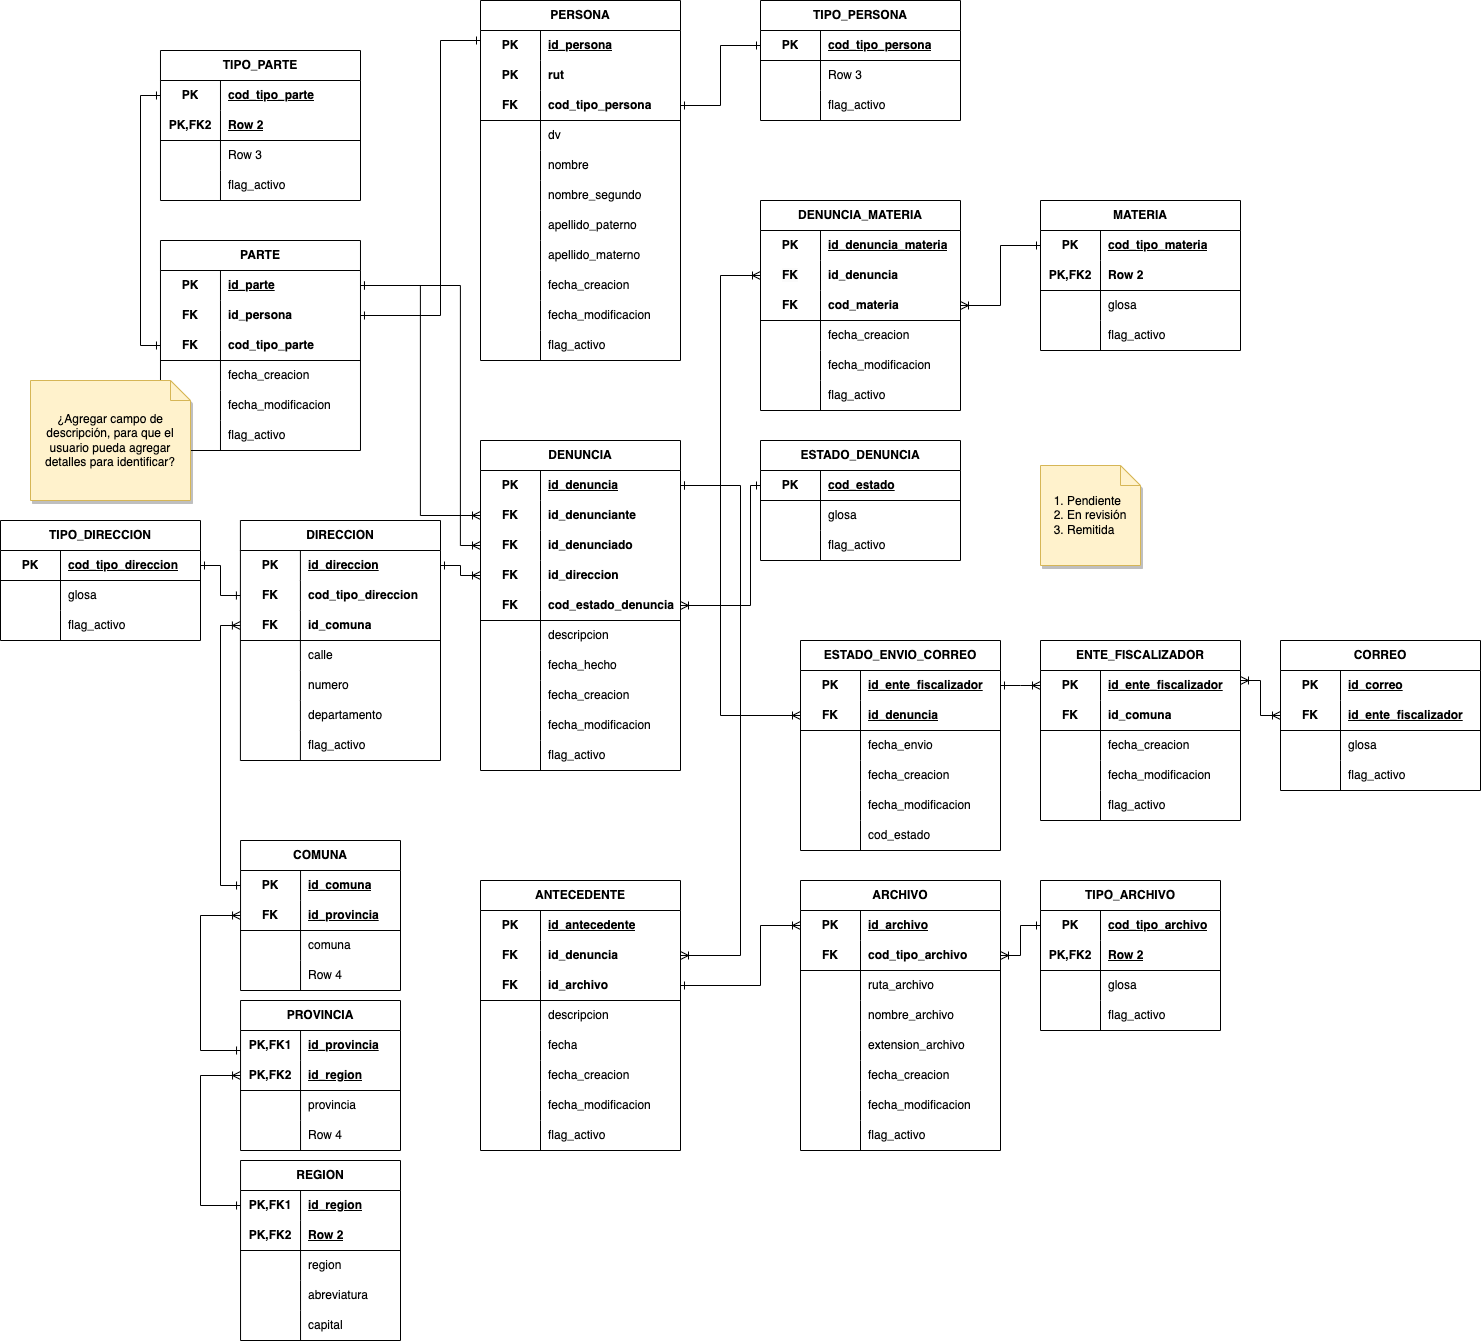 PERSONA
PK id_persona
PK rut
FK cod_tipo_persona
dv
nombre
nombre_segundo
apellido_paterno
apellido_materno
fecha_creacion
fecha_modificacion
flag_activo
TIPO_PERSONA
PK cod_tipo_persona
Row 3
flag_activo
TIPO_PARTE
PK cod_tipo_parte
PK,FK2 Row 2
Row 3
flag_activo
PARTE
PK id_parte
FK id_persona
FK cod_tipo_parte
fecha_creacion
fecha_modificacion
flag_activo
¿Agregar campo de
descripción, para que el
usuario pueda agregar
detalles para identificar?
DENUNCIA_MATERIA
PK id_denuncia_materia
FK id_denuncia
FK cod_materia
fecha_creacion
fecha_modificacion
flag_activo
MATERIA
PK cod_tipo_materia
PK,FK2 Row 2
glosa
flag_activo
DENUNCIA
PK id_denuncia
FK id_denunciante
FK id_denunciado
FK id_direccion
FK cod_estado_denuncia
descripcion
fecha_hecho
fecha_creacion
fecha_modificacion
flag_activo
ESTADO_DENUNCIA
PK cod_estado
glosa
flag_activo
1. Pendiente
2. En revisión
3. Remitida
TIPO_DIRECCION
PK cod_tipo_direccion
glosa
flag_activo
DIRECCION
PK id_direccion
FK cod_tipo_direccion
FK id_comuna
calle
numero
departamento
flag_activo
ESTADO_ENVIO_CORREO
PK id_ente_fiscalizador
FK id_denuncia
fecha_envio
fecha_creacion
fecha_modificacion
cod_estado
ENTE_FISCALIZADOR
PK id_ente_fiscalizador
FK id_comuna
fecha_creacion
fecha_modificacion
flag_activo
CORREO
PK id_correo
FK id_ente_fiscalizador
glosa
flag_activo
COMUNA
PK id_comuna
FK id_provincia
comuna
Row 4
PROVINCIA
PK,FK1 id_provincia
PK,FK2 id_region
provincia
Row 4
REGION
PK,FK1 id_region
PK,FK2 Row 2
region
abreviatura
capital
ANTECEDENTE
PK id_antecedente
FK id_denuncia
FK id_archivo
descripcion
fecha
fecha_creacion
fecha_modificacion
flag_activo
ARCHIVO
PK id_archivo
FK cod_tipo_archivo
ruta_archivo
nombre_archivo
extension_archivo
fecha_creacion
fecha_modificacion
flag_activo
TIPO_ARCHIVO
PK cod_tipo_archivo
PK,FK2 Row 2
glosa
flag_activo